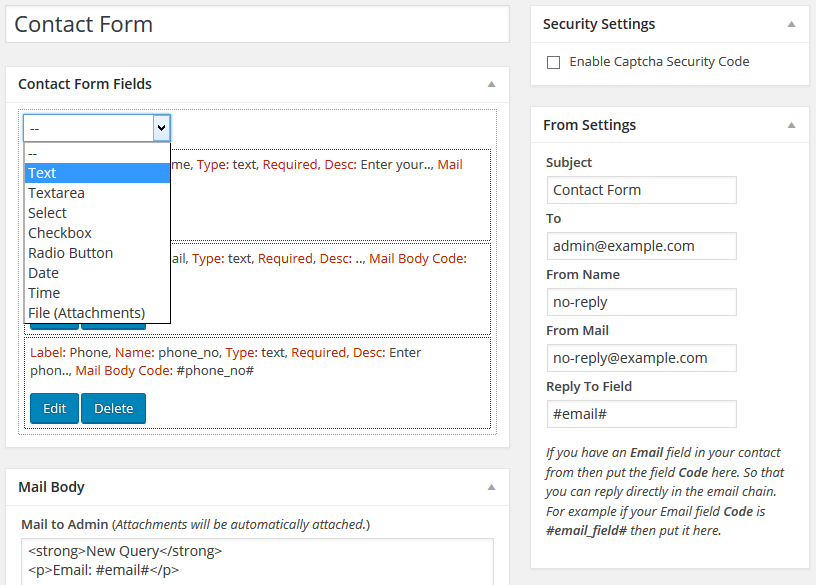 Contact Form
Contact Form Fields
--
--
Text
Textarea
Select
Checkbox
Radio Button
Date
Time
File (Attachments)
me, Type: text, Required, Desc: Enter your.., Mail
ail, Type: text, Required, Desc: .., Mail Body Code:
Label: Phone, Name: phone_no, Type: text, Required, Desc: Enter
phon.., Mail Body Code: #phone_no#
Edit Delete
Mail Body
Mail to Admin (Attachments will be automatically attached.)
<strong>New Query</strong>
<p>Email: #email#</p>
Security Settings
Enable Captcha Security Code
From Settings
Subject
Contact Form
To
admin@example.com
From Name
no-reply
From Mail
no-reply@example.com
Reply To Field
#email#
If you have an Email field in your contact
from then put the field Code here. So that
you can reply directly in the email chain.
For example if your Email field Code is
#email_field# then put it here.